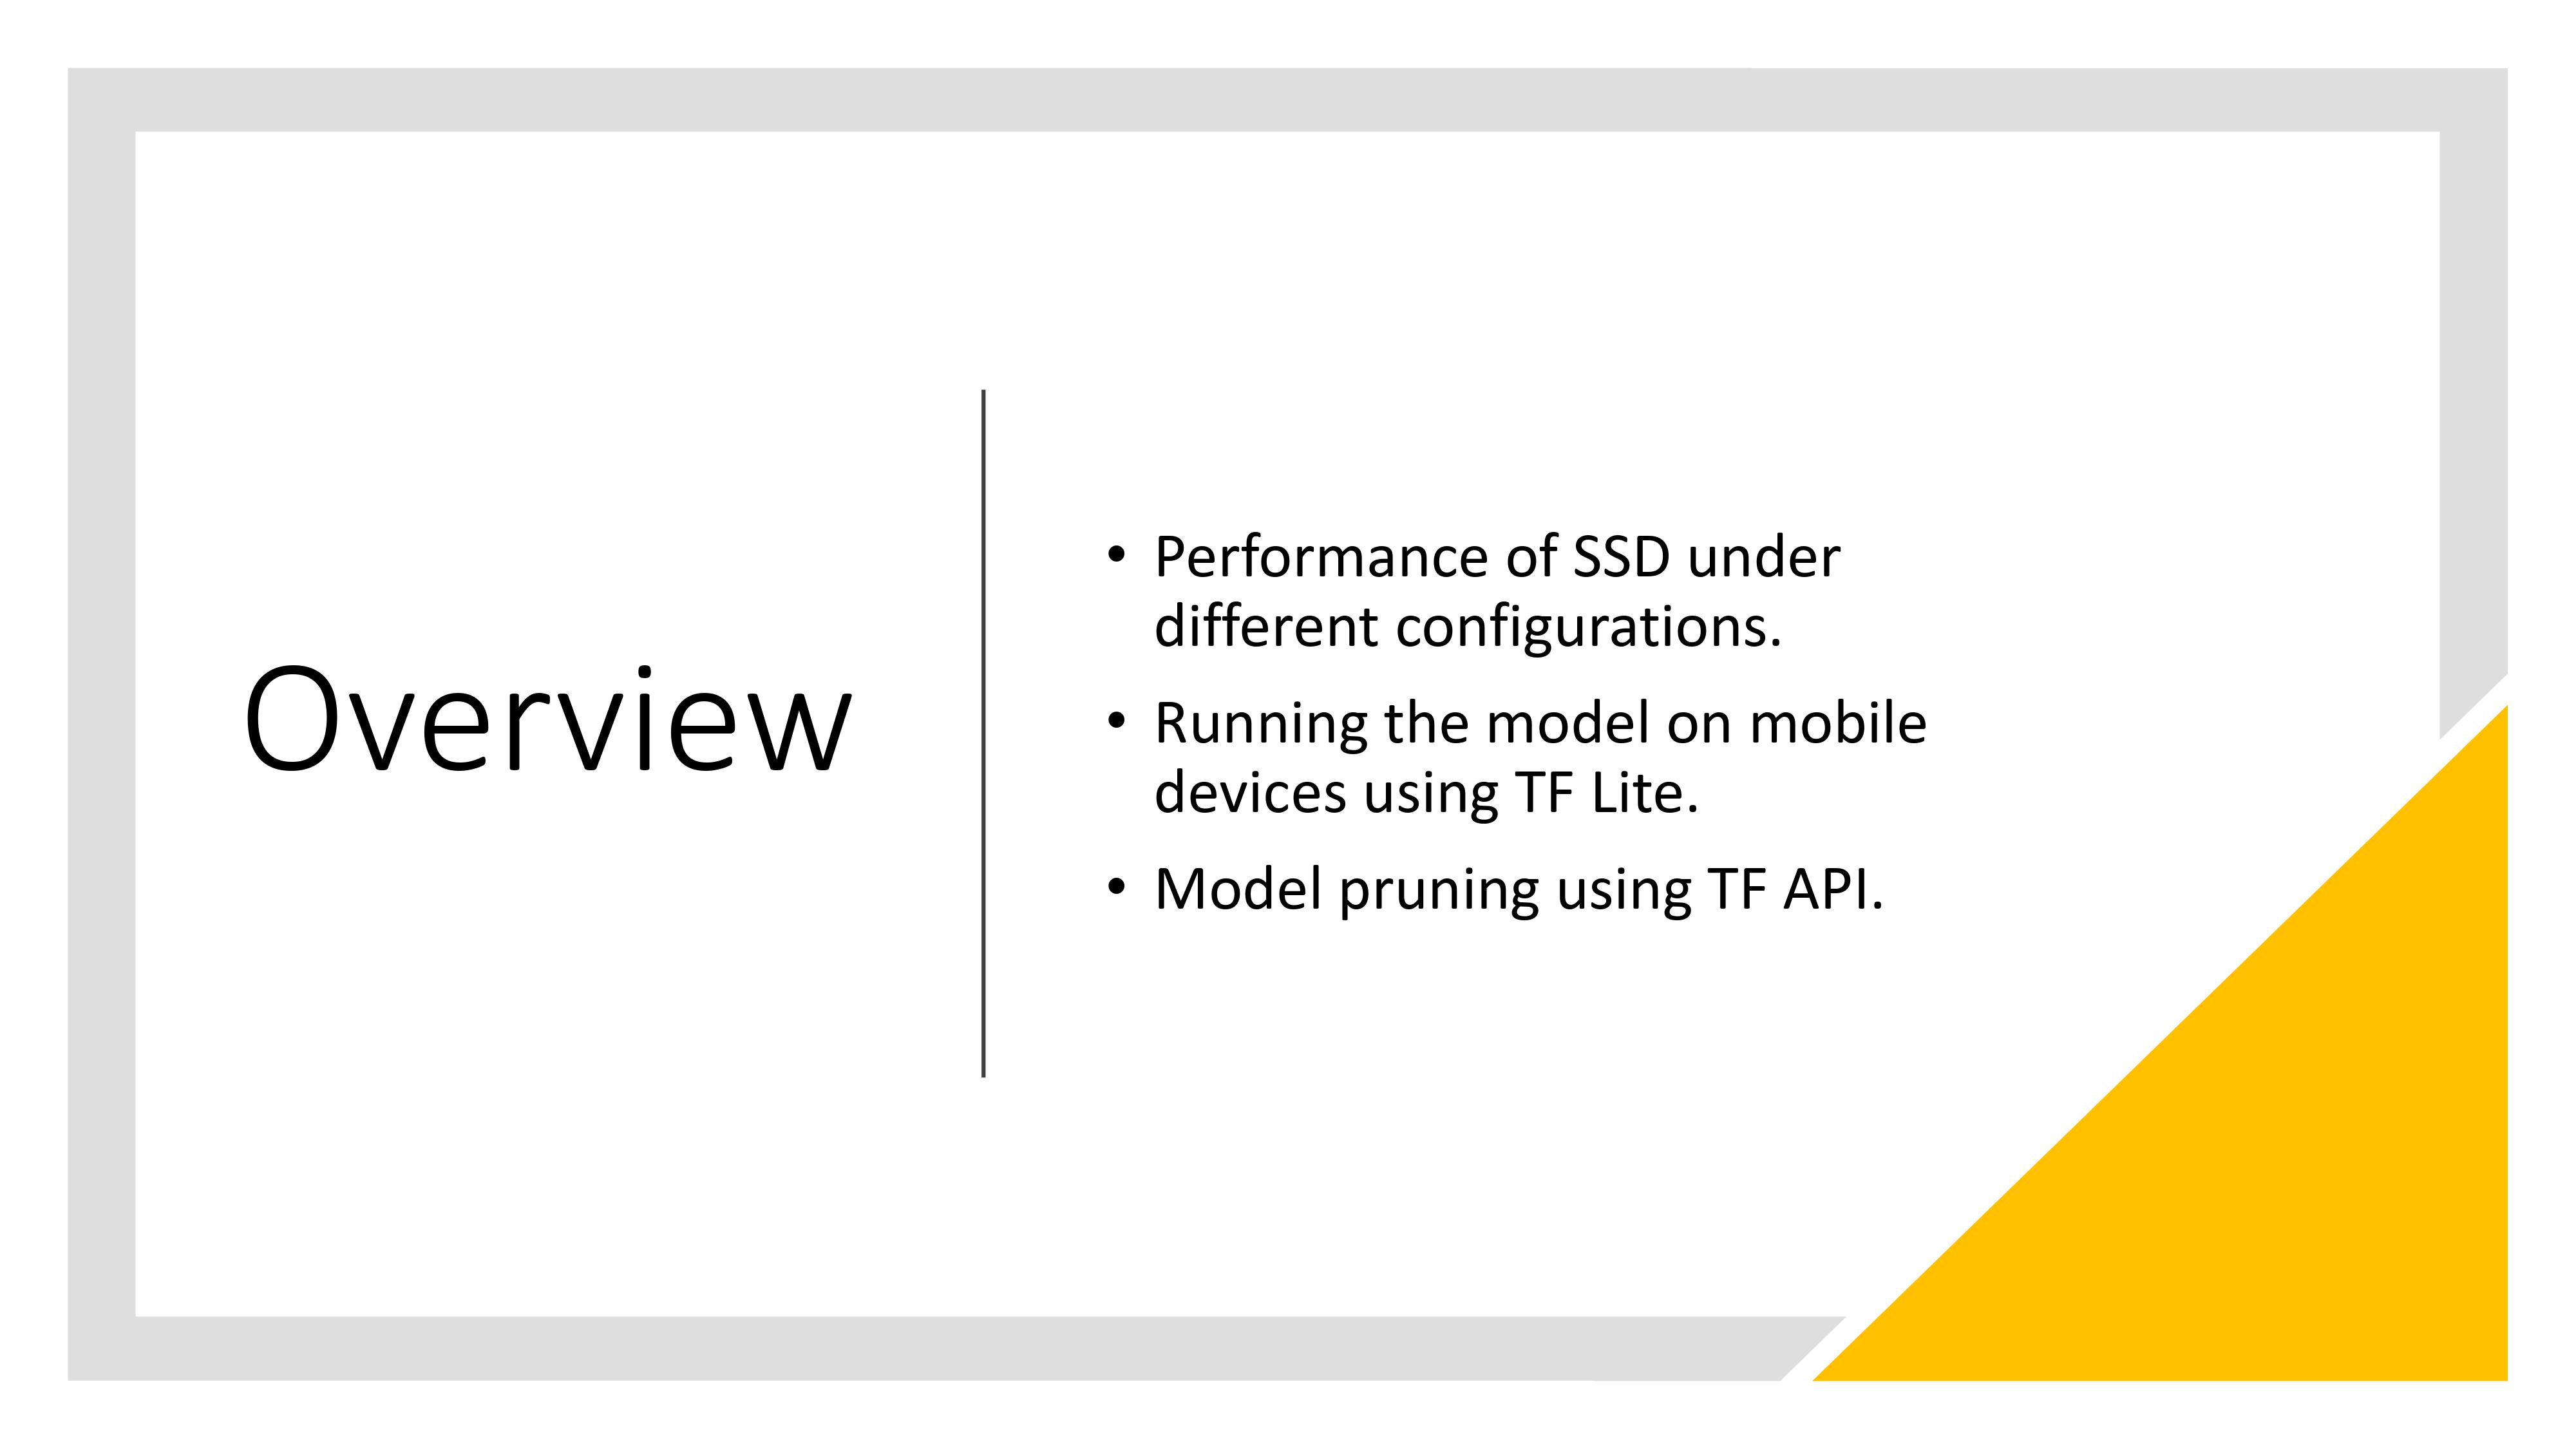 Overview
• Performance of SSD under
different configurations.
• Running the model on mobile
devices using TF Lite.
• Model pruning using TF API.